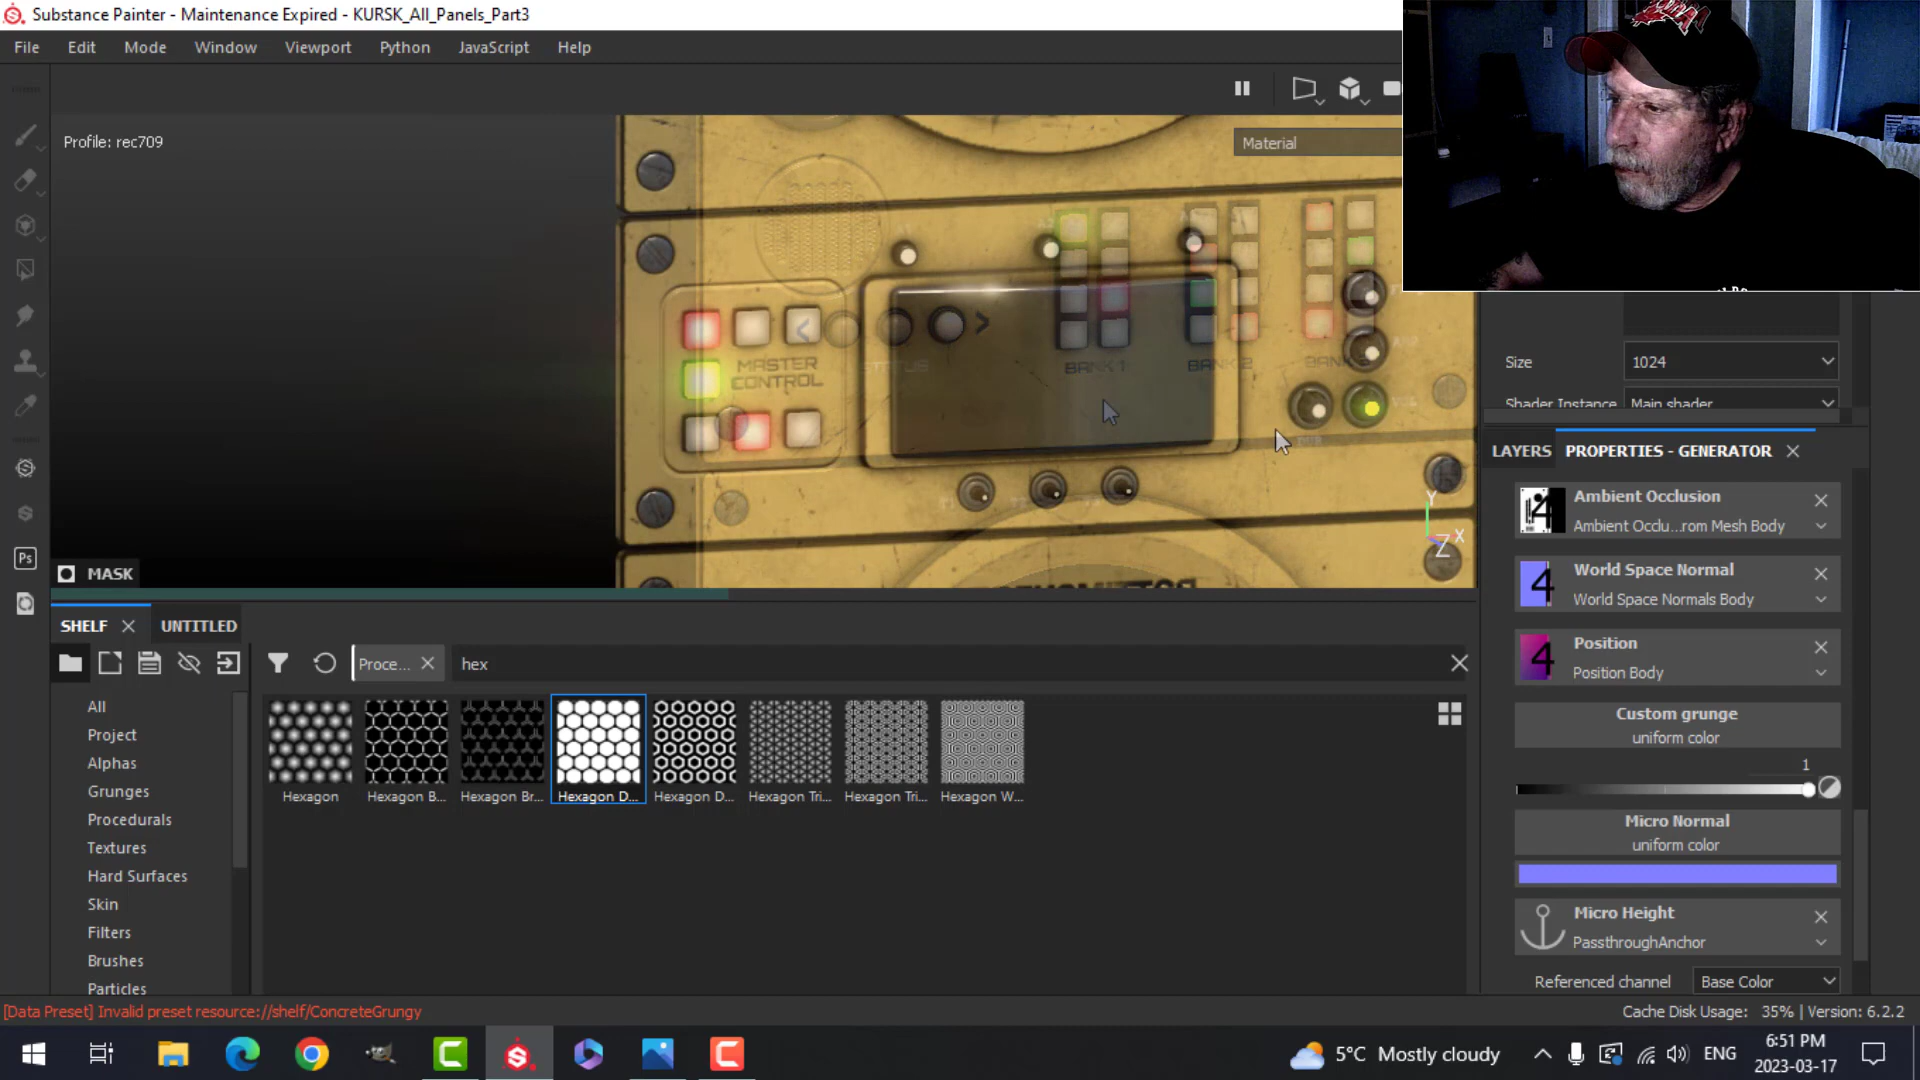 Substance Painter - Maintenance Expired - KURSK_All_Panels_Part3
File Edit Mode Window Viewport Python JavaScript Help
Profile: rec709
Material
MASTER CONTROL
STATUS
BANK 1
BANK 2
BANK
Y
X
Z
MASK
Size 1024
Shader Instance Main shader
LAYERS PROPERTIES - GENERATOR
Ambient Occlusion
Ambient Occlu...rom Mesh Body
World Space Normal
World Space Normals Body
Position
Position Body
Custom grunge
uniform color
1
Micro Normal
uniform color
Micro Height
PassthroughAnchor
Referenced channel Base Color
SHELF UNTITLED
Proce... hex
All
Project
Alphas
Grunges
Procedurals
Textures
Hard Surfaces
Skin
Filters
Brushes
Particles
Hexagon Hexagon B... Hexagon Br... Hexagon D... Hexagon D... Hexagon Tri... Hexagon Tri... Hexagon W...
[Data Preset] Invalid preset resource://shelf/ConcreteGrungy
Cache Disk Usage: 35% | Version: 6.2.2
5°C Mostly cloudy
ENG
6:51 PM
2023-03-17